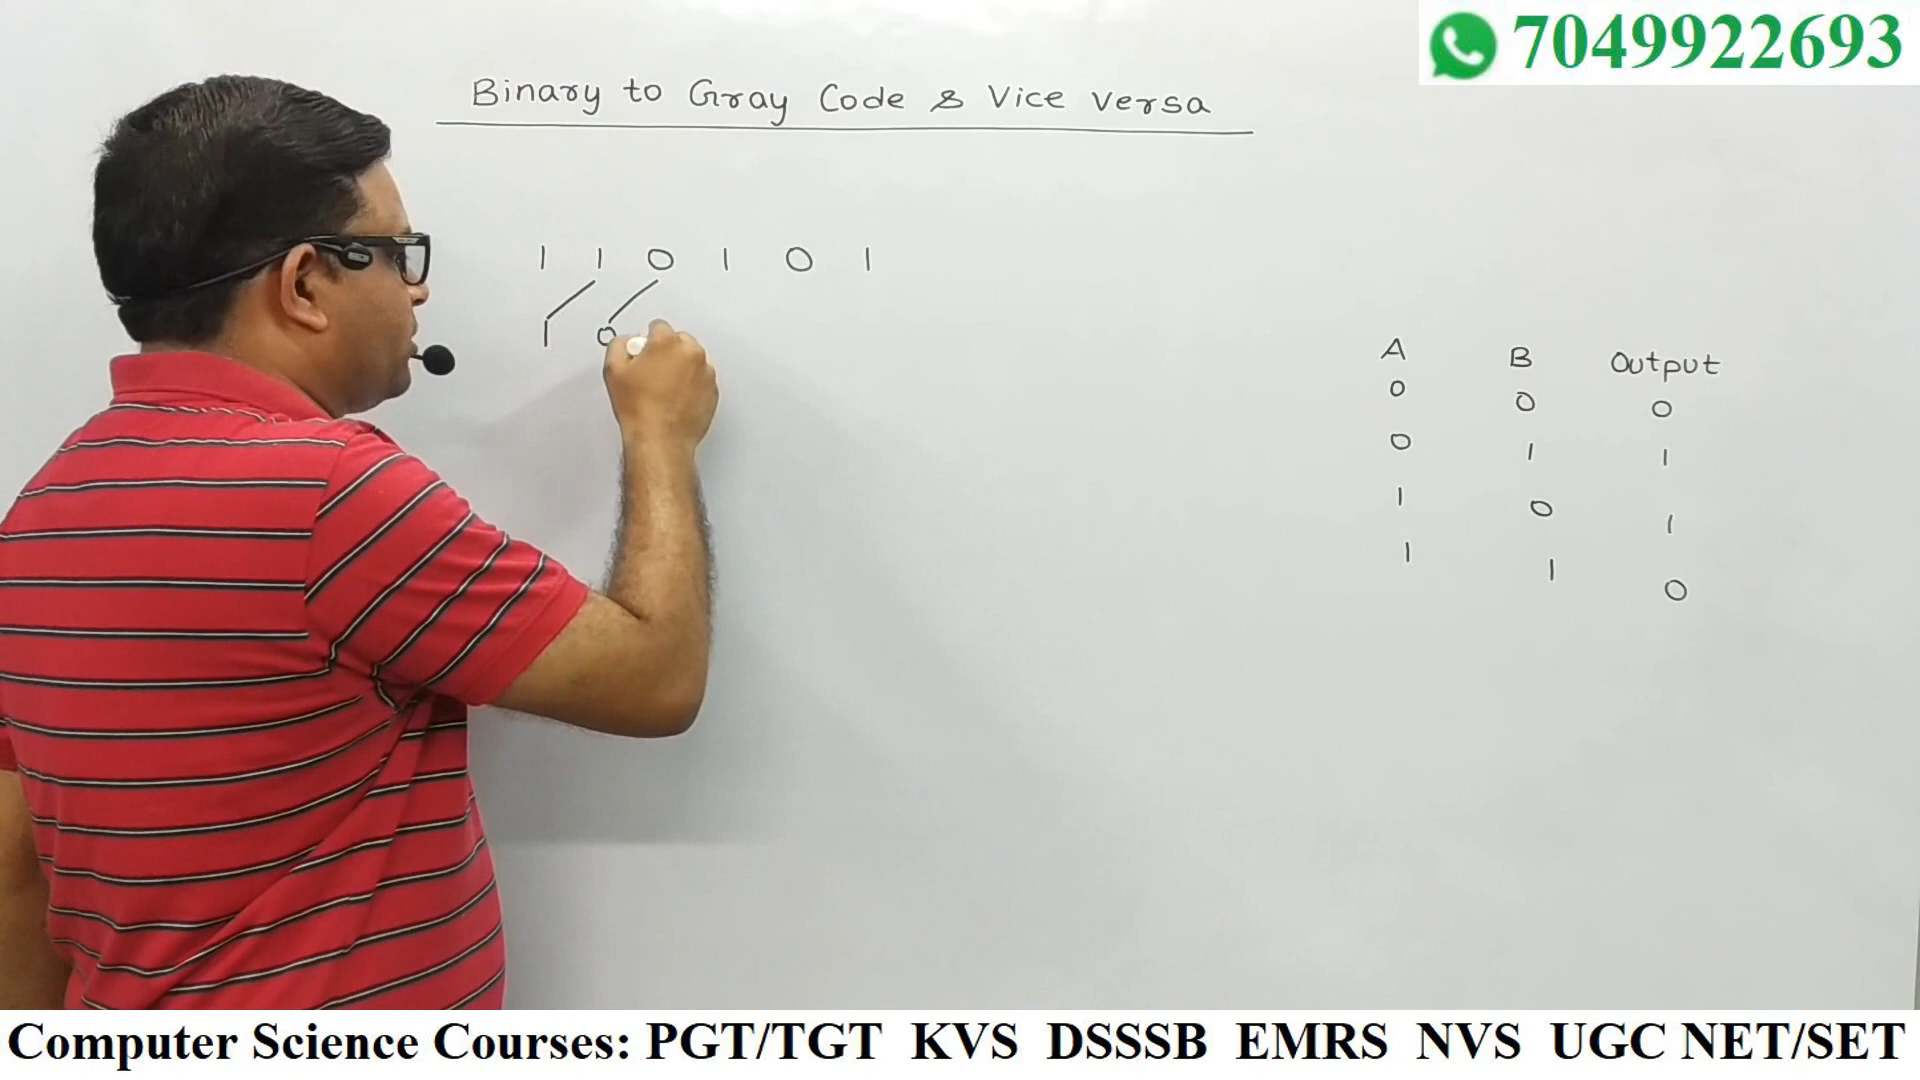 7049922693
Binary to Gray Code & Vice Versa
1 1 0 1 0 1
1 0
A B Output
0 0 0
0 1 1
1 0 1
1 1 0
Computer Science Courses: PGT/TGT KVS DSSSB EMRS NVS UGC NET/SET